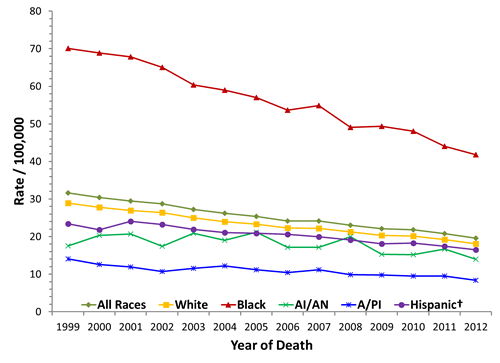 80
70
60
50
40
30
20
10
0
Rate / 100,000
All Races White Black AI/AN A/PI Hispanic†
1999 2000 2001 2002 2003 2004 2005 2006 2007 2008 2009 2010 2011 2012
Year of Death